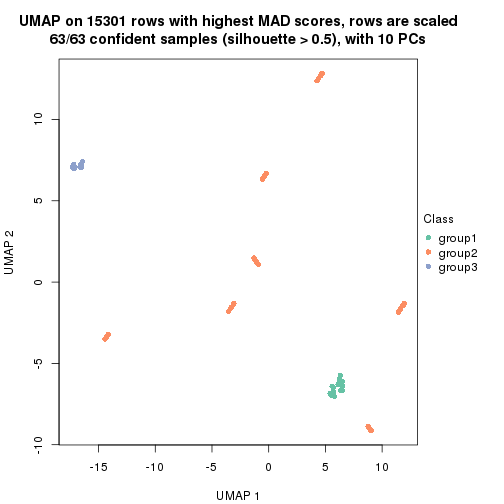 UMAP on 15301 rows with highest MAD scores, rows are scaled
63/63 confident samples (silhouette > 0.5), with 10 PCs
10
5
0
-5
-10
UMAP 2
-15
-10
-5
0
5
10
UMAP 1
Class
group1
group2
group3